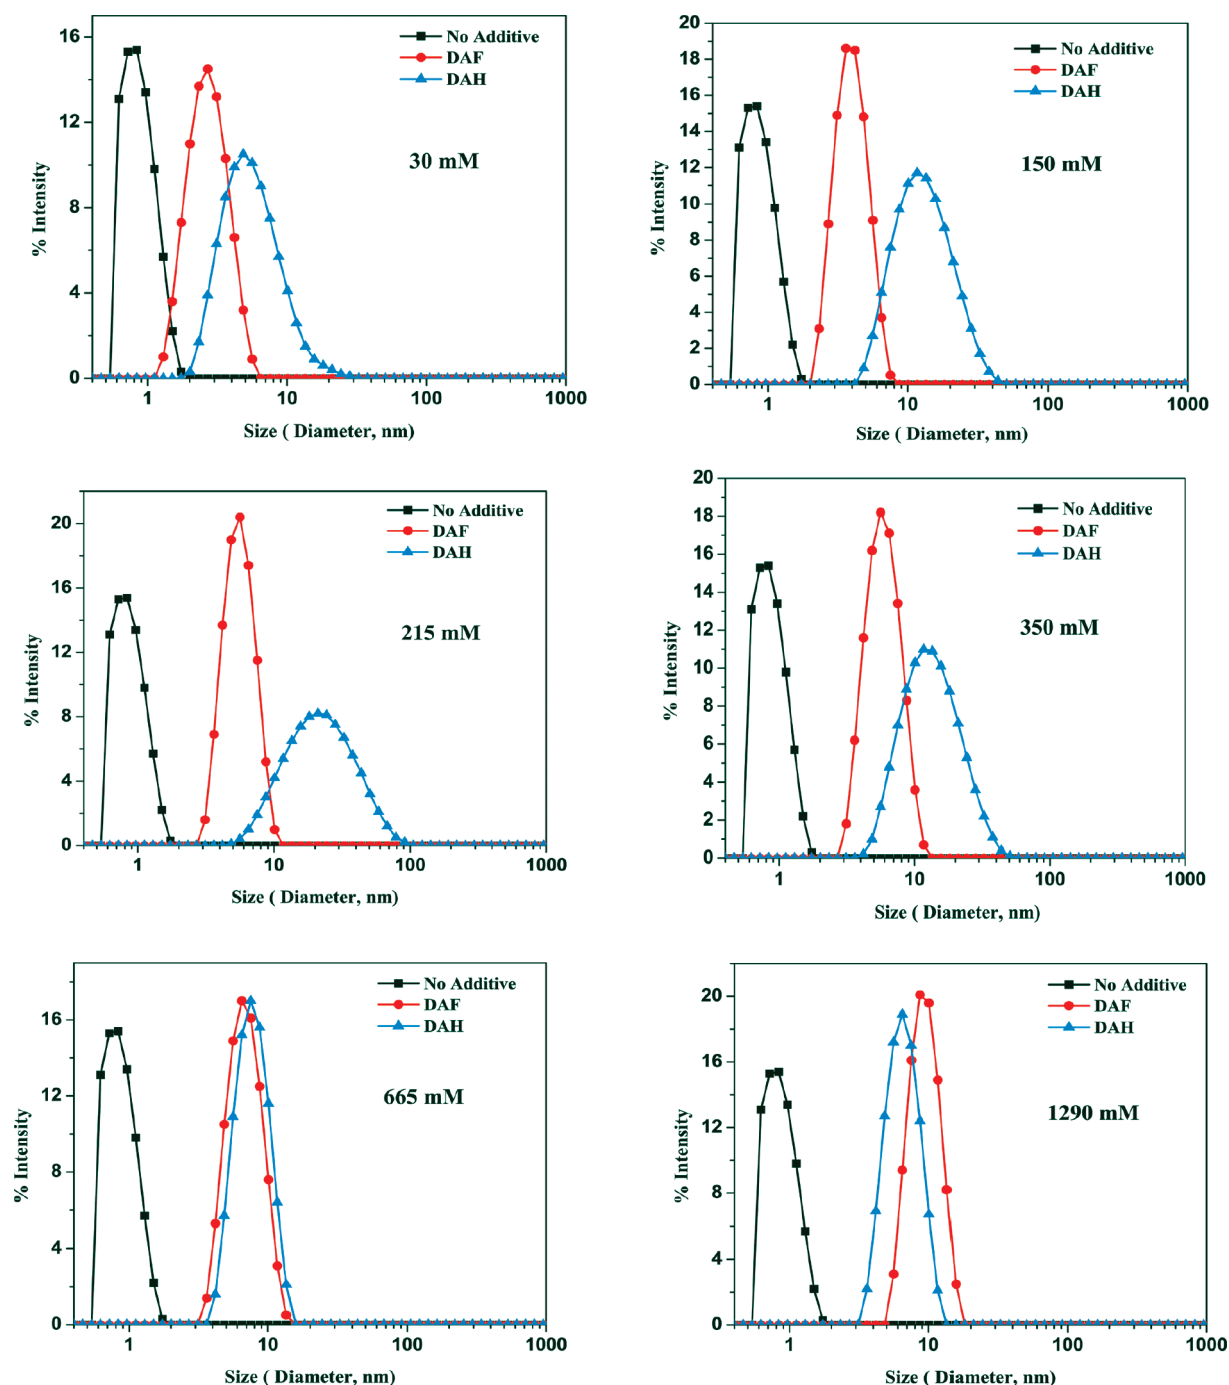 16
12
8
4
0
% Intensity
No Additive
DAF
DAH
30 mM
1
10
100
1000
Size ( Diameter, nm)
20
18
16
14
12
10
8
6
4
2
0
% Intensity
No Additive
DAF
DAH
150 mM
1
10
100
1000
Size ( Diameter, nm)
20
16
12
8
4
0
% Intensity
No Additive
DAF
DAH
215 mM
1
10
100
1000
Size ( Diameter, nm)
20
18
16
14
12
10
8
6
4
2
0
% Intensity
No Additive
DAF
DAH
350 mM
1
10
100
1000
Size ( Diameter, nm)
16
12
8
4
0
% Intensity
No Additive
DAF
DAH
665 mM
1
10
100
1000
Size ( Diameter, nm)
20
16
12
8
4
0
% Intensity
No Additive
DAF
DAH
1290 mM
1
10
100
1000
Size ( Diameter, nm)